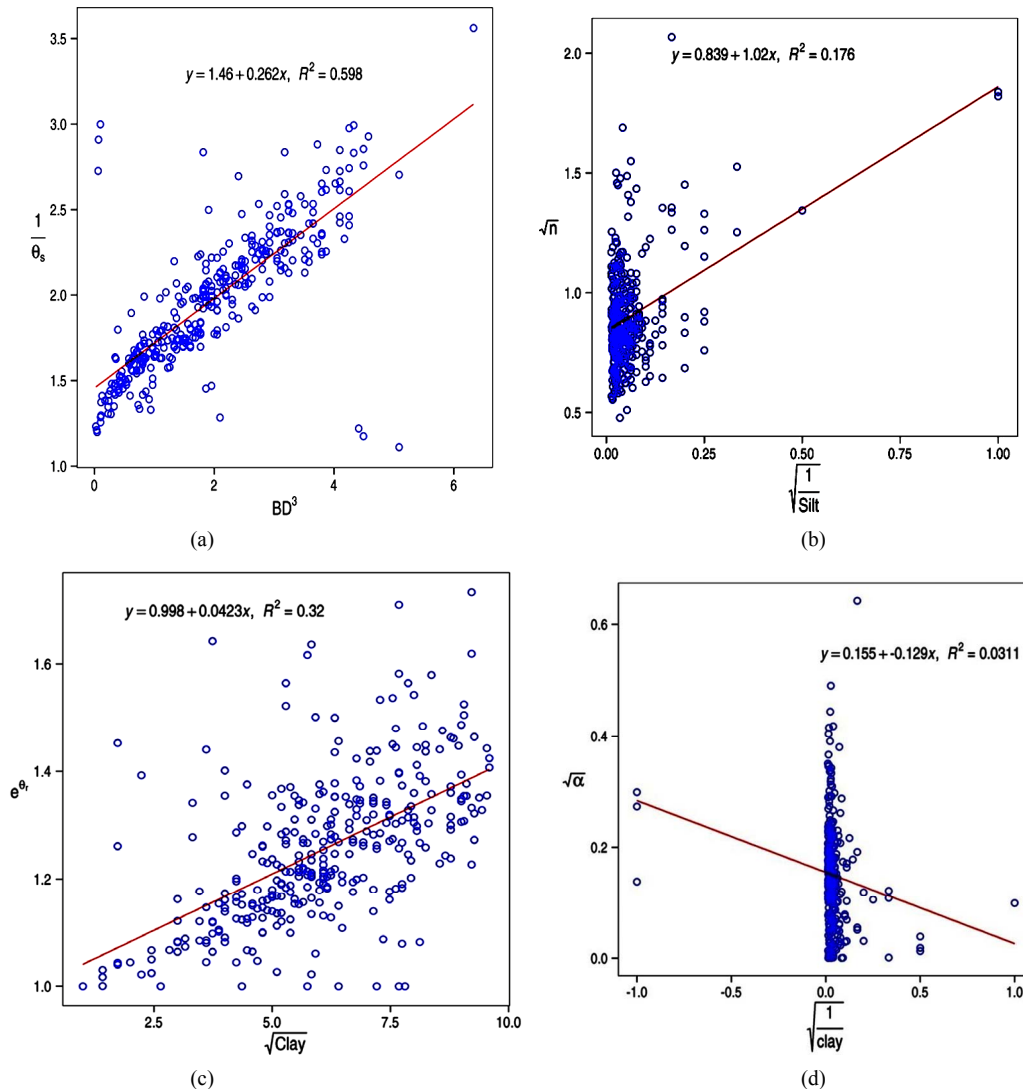 3.5
y = 1.46 + 0.262x, R² = 0.598
3.0
2.5
1/θs
2.0
1.5
1.0
0 2 4 6
BD³
(a)
2.0
y = 0.839 + 1.02x, R² = 0.176
1.5
√n
1.0
0.5
0.00 0.25 0.50 0.75 1.00
√(1/Silt)
(b)
y = 0.998 + 0.0423x, R² = 0.32
1.6
1.4
e^θr
1.2
1.0
2.5 5.0 7.5 10.0
√Clay
(c)
0.6
y = 0.155 + -0.129x, R² = 0.0311
0.4
√α
0.2
0.0
-1.0 -0.5 0.0 0.5 1.0
√(1/clay)
(d)